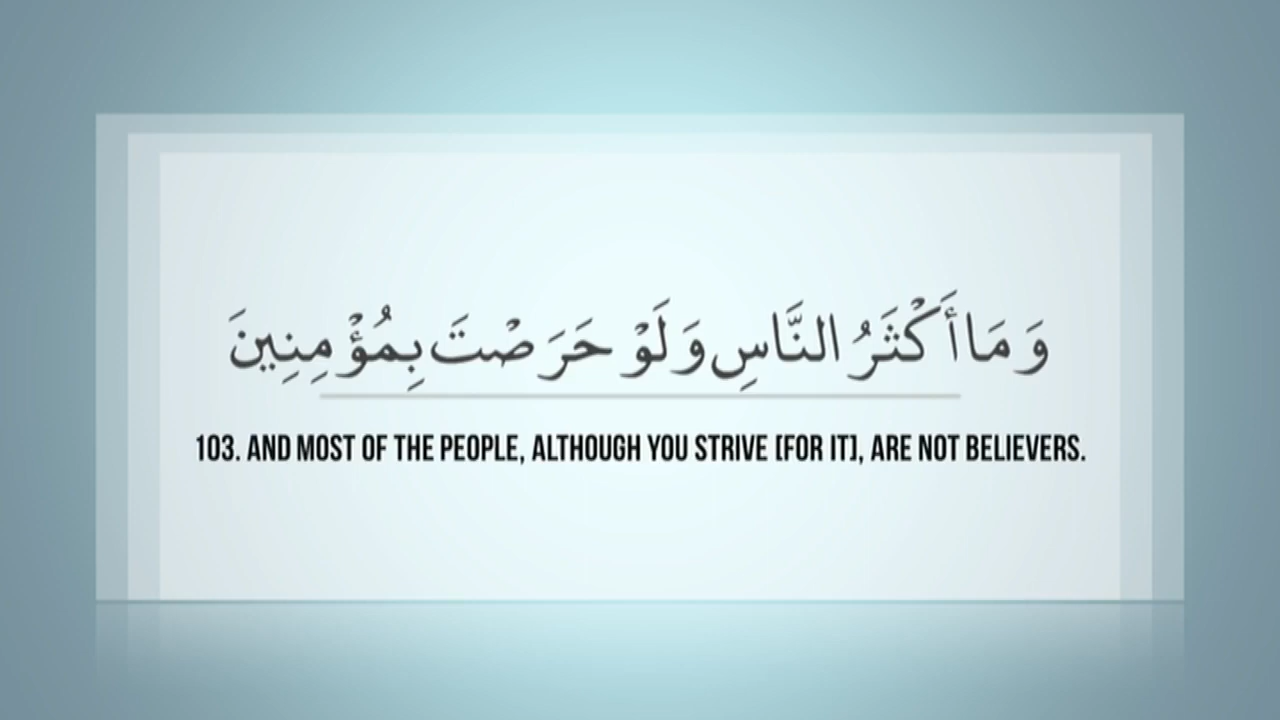 وَمَا أَكْثَرُ النَّاسِ وَلَوْ حَرَصْتَ بِمُؤْمِنِينَ
103. AND MOST OF THE PEOPLE, ALTHOUGH YOU STRIVE [FOR IT], ARE NOT BELIEVERS.